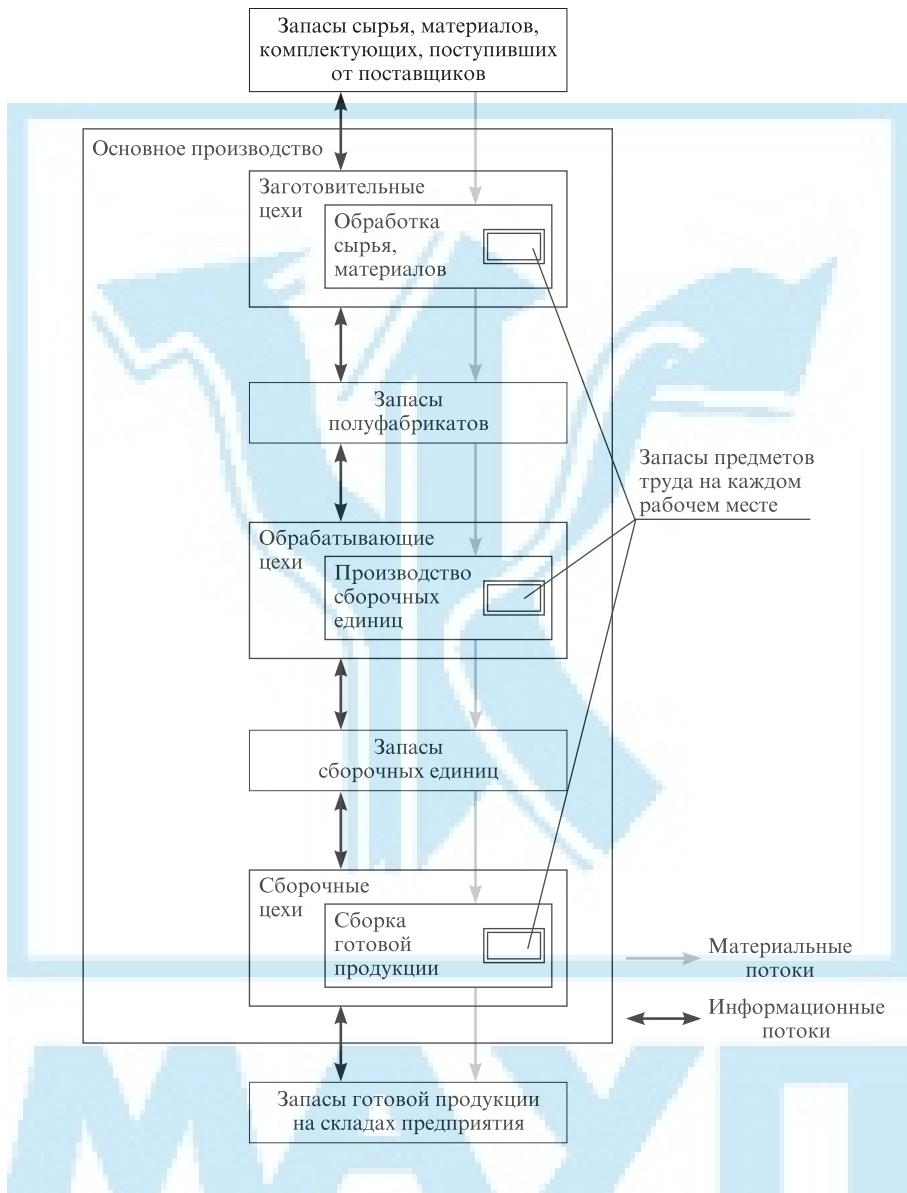 Запасы сырья, материалов,
комплектующих, поступивших
от поставщиков
Основное производство
Заготовительные
цехи
Обработка
сырья,
материалов
Запасы
полуфабрикатов
Запасы предметов
труда на каждом
рабочем месте
Обрабатывающие
цехи
Производство
сборочных
единиц
Запасы
сборочных единиц
Сборочные
цехи
Сборка
готовой
продукции
Материальные
потоки
Информационные
потоки
Запасы готовой продукции
на складах предприятия
МАУП